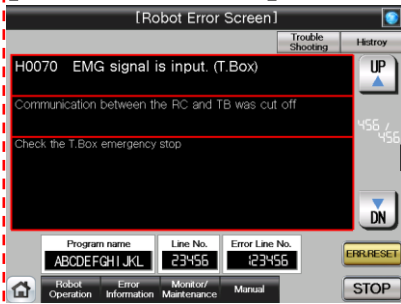 [Robot Error Screen]
Trouble Shooting
Histroy
H0070 EMG signal is input. (T.Box)
UP
Communication between the RC and TB was cut off
456 / 456
Check the T.Box emergency stop
DN
Program name
Line No.
Error Line No.
ABCDEFGHIJKL
23456
123456
ERR.RESET
Robot Operation
Error Information
Monitor/ Maintenance
Manual
STOP